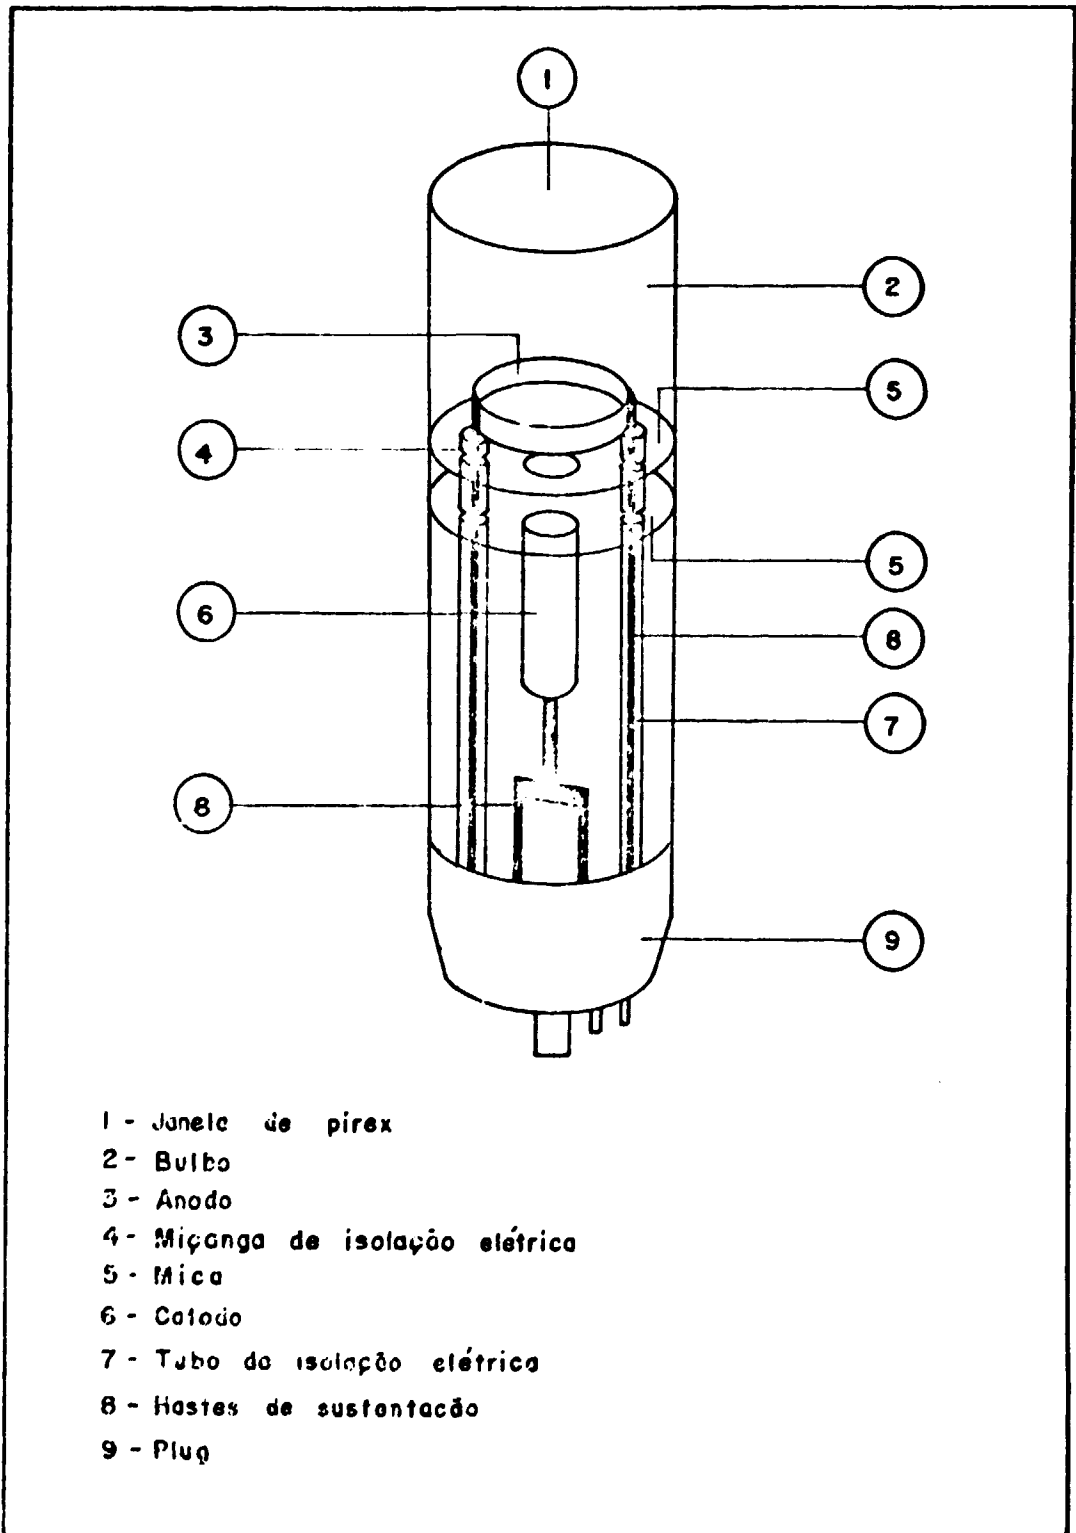 1
2
3
5
4
5
6
8
7
8
9
1 - Janela de pirex
2 - Bulbo
3 - Anodo
4 - Miçanga de isolação elétrica
5 - Mica
6 - Catodo
7 - Tubo de isolação elétrica
8 - Hastes de sustantacão
9 - Plug